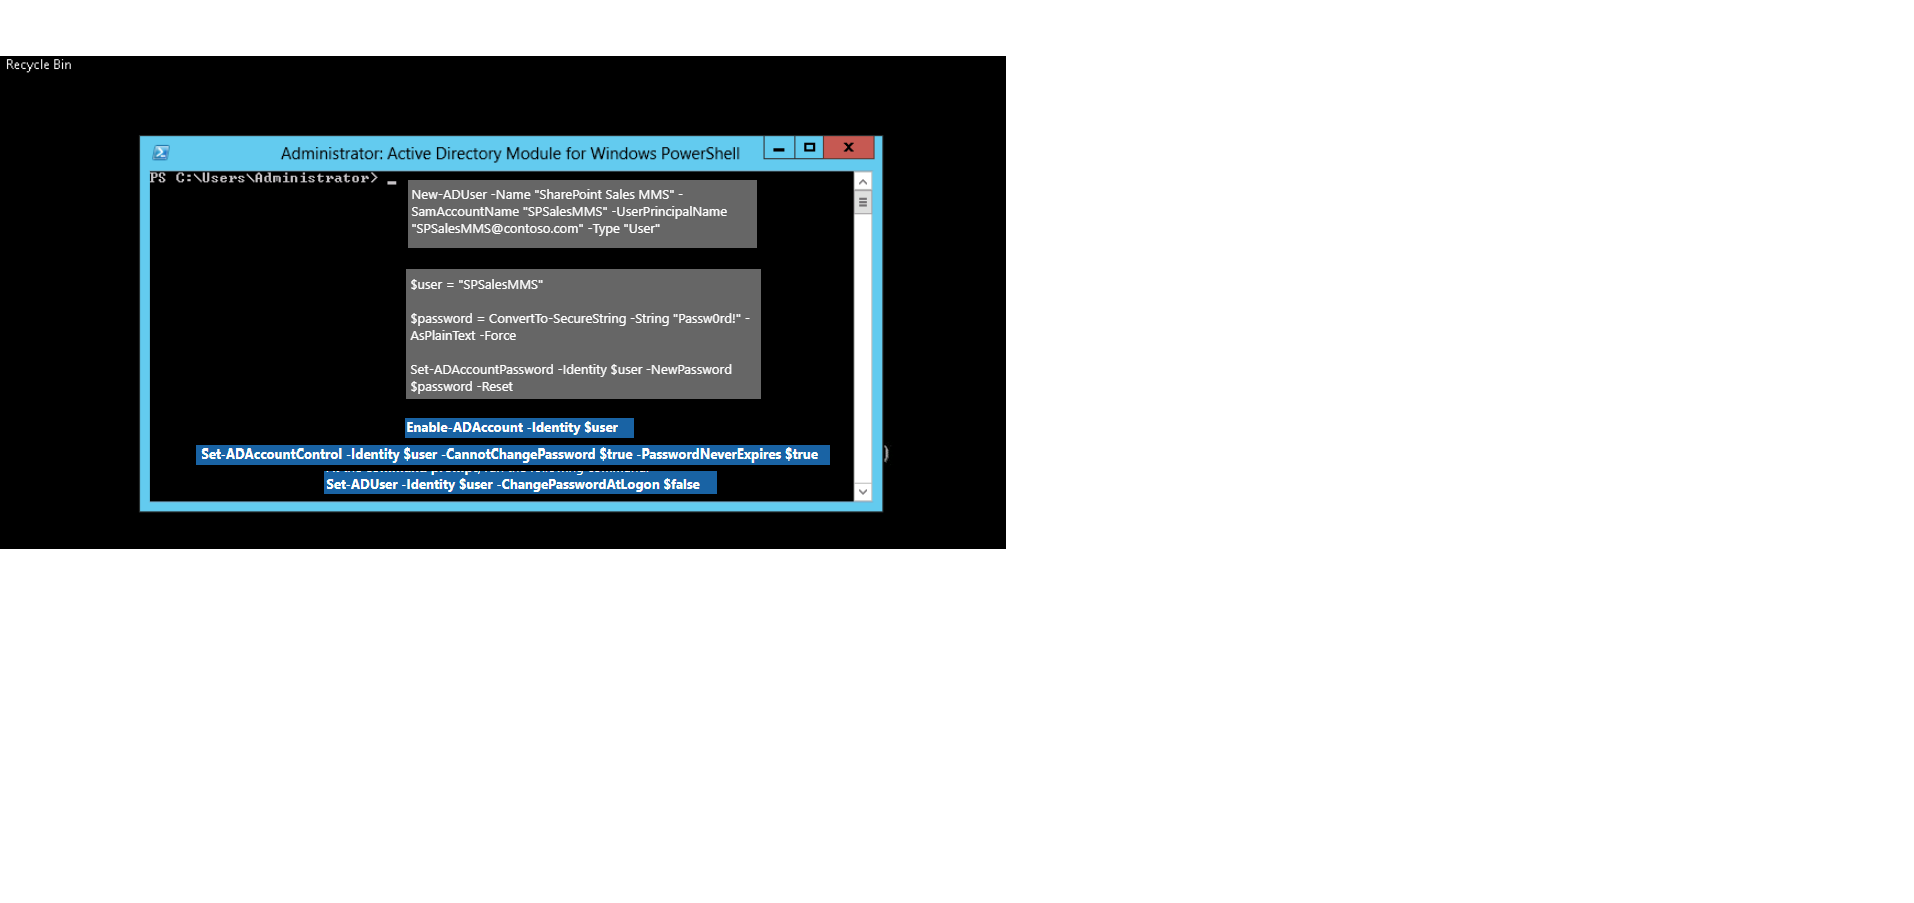 Recycle Bin
Administrator: Active Directory Module for Windows PowerShell
PS C:\Users\Administrator>
New-ADUser -Name "SharePoint Sales MMS" -
SamAccountName "SPSalesMMS" -UserPrincipalName
"SPSalesMMS@contoso.com" -Type "User"
$user = "SPSalesMMS"
$password = ConvertTo-SecureString -String "Passw0rd!" -
AsPlainText -Force
Set-ADAccountPassword -Identity $user -NewPassword
$password -Reset
Enable-ADAccount -Identity $user
Set-ADAccountControl -Identity $user -CannotChangePassword $true -PasswordNeverExpires $true
Set-ADUser -Identity $user -ChangePasswordAtLogon $false